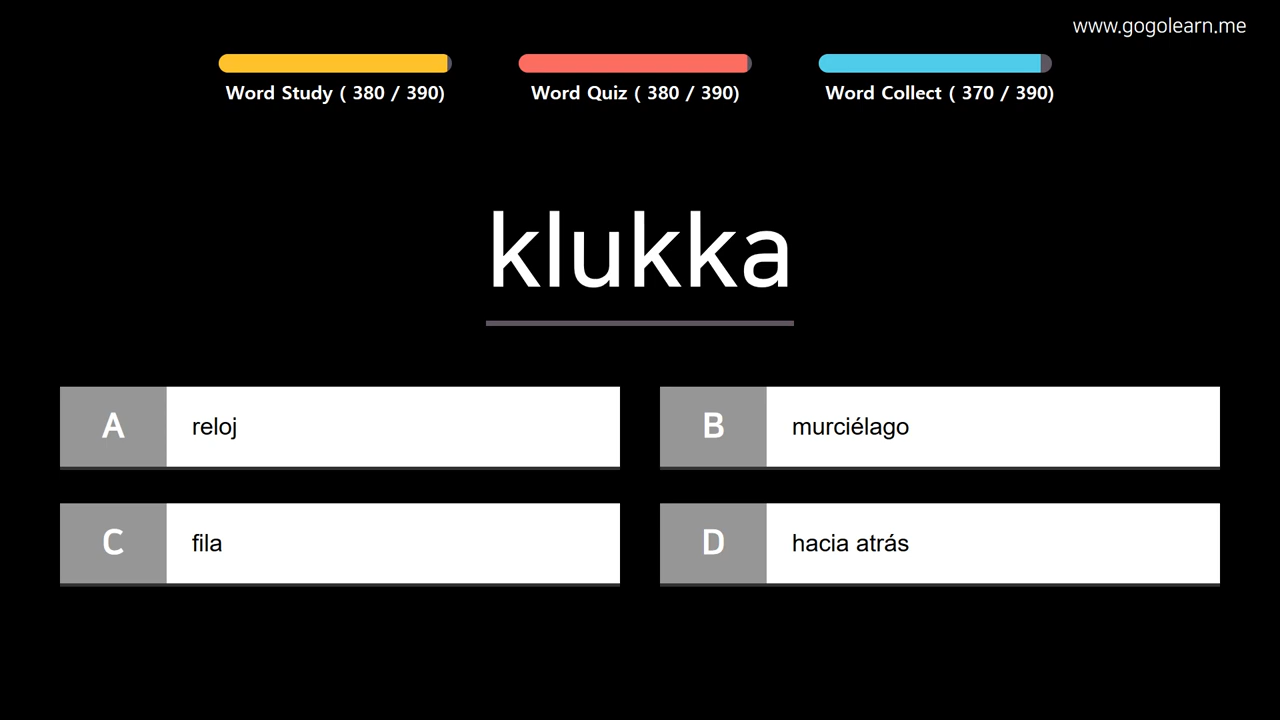 www.gogolearn.me
Word Study ( 380 / 390)
Word Quiz ( 380 / 390)
Word Collect ( 370 / 390)
klukka
A reloj
B murciélago
C fila
D hacia atrás